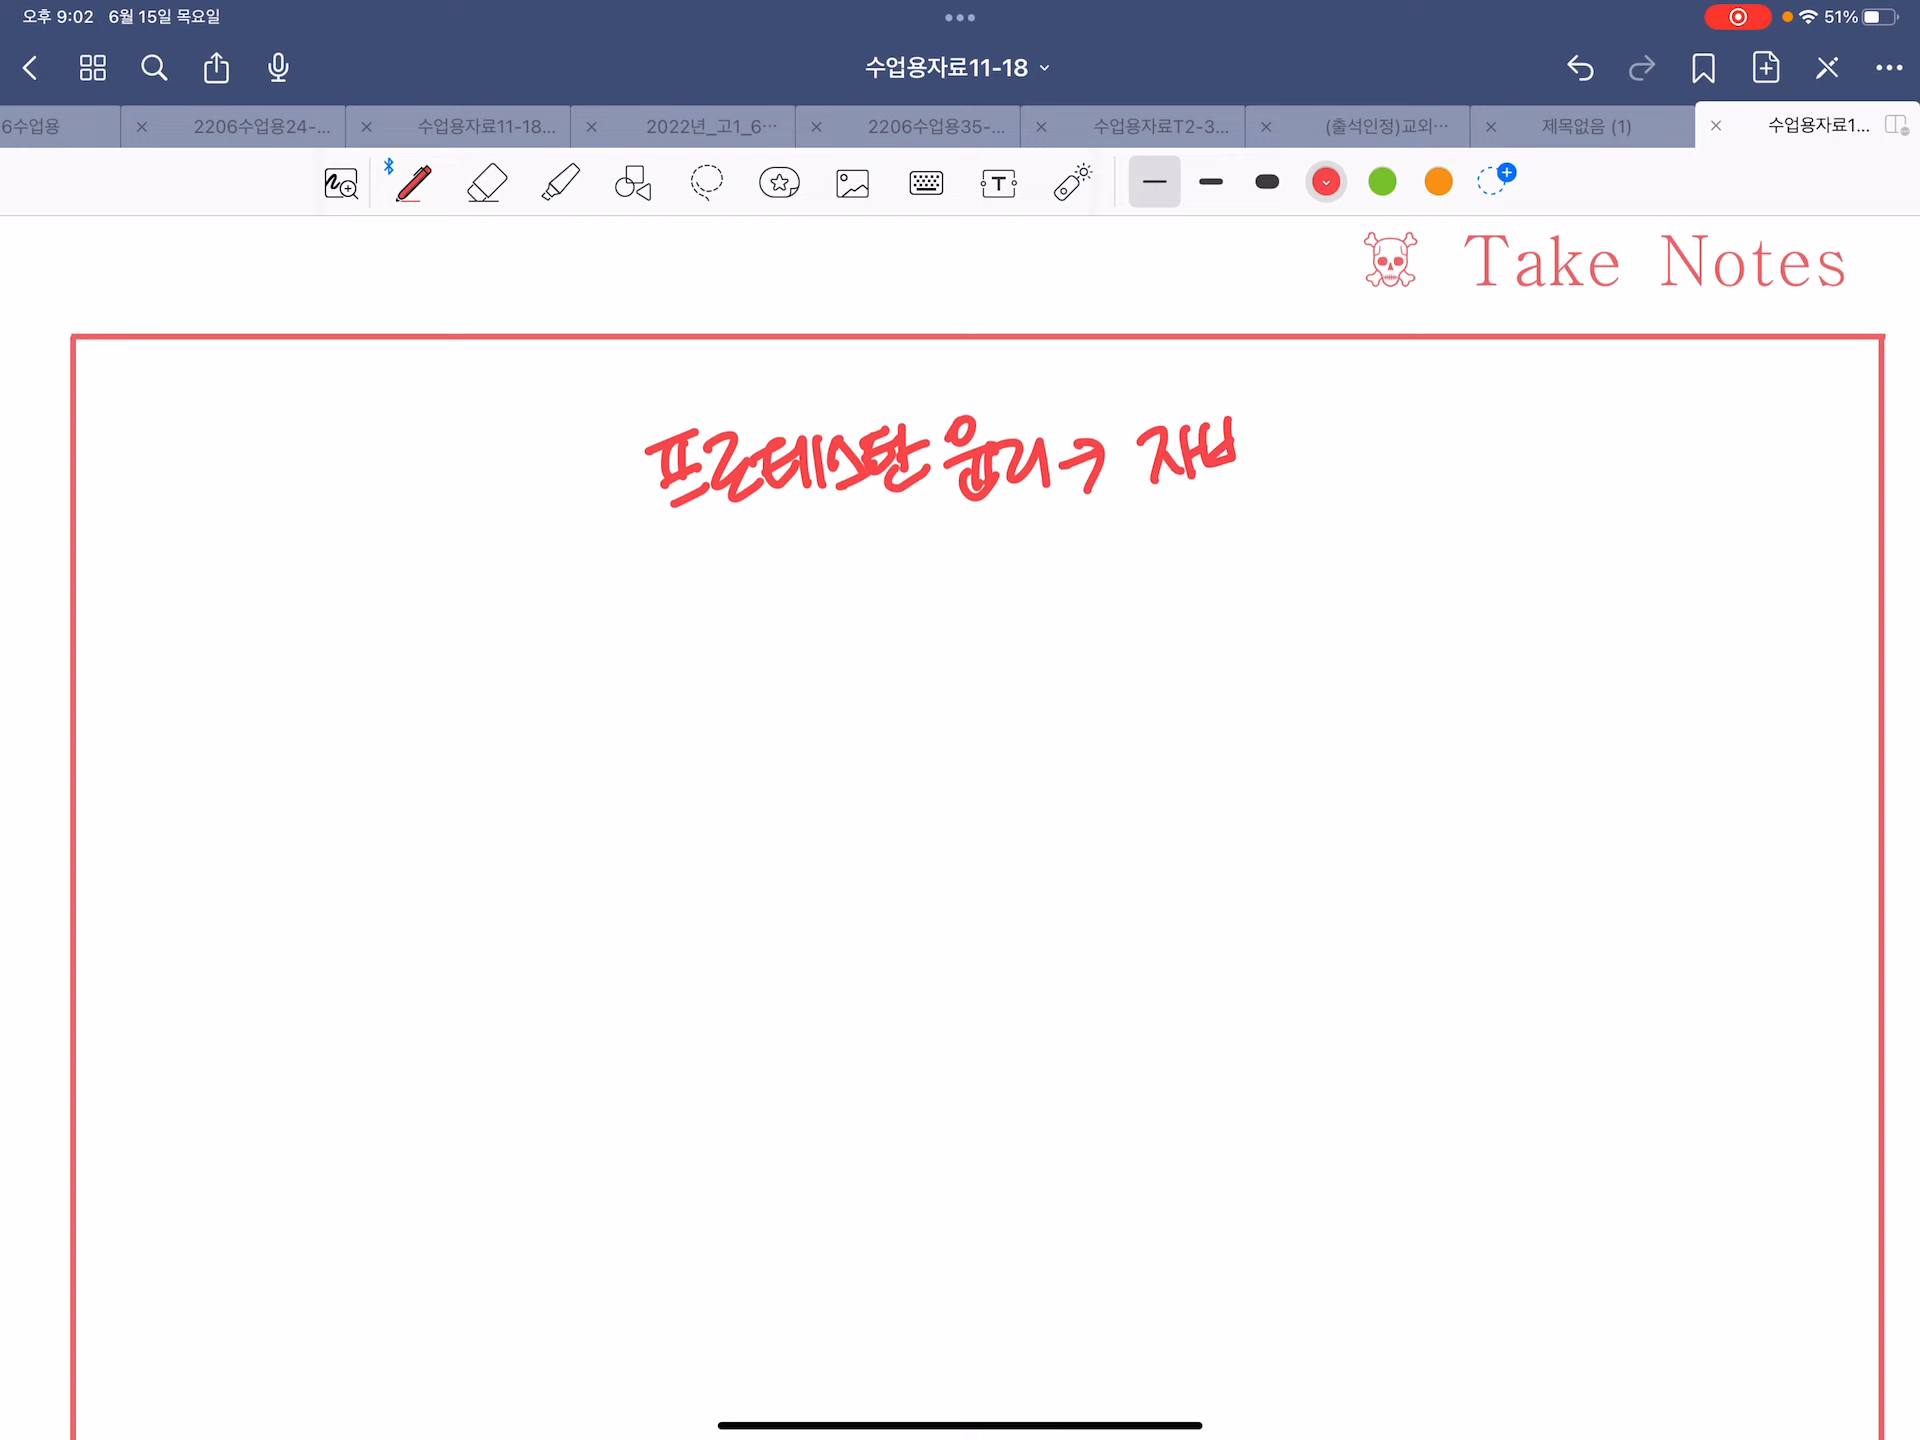 오후 9:02 6월 15일 목요일
51%
수업용자료11-18
6수업용
2206수업용24-...
수업용자료11-18...
2022년_고1_6…
2206수업용35-...
수업용자료T2-3...
(출석인정)교외…
제목없음 (1)
수업용자료1...
T
Take Notes
프로테스탄 윤리 자